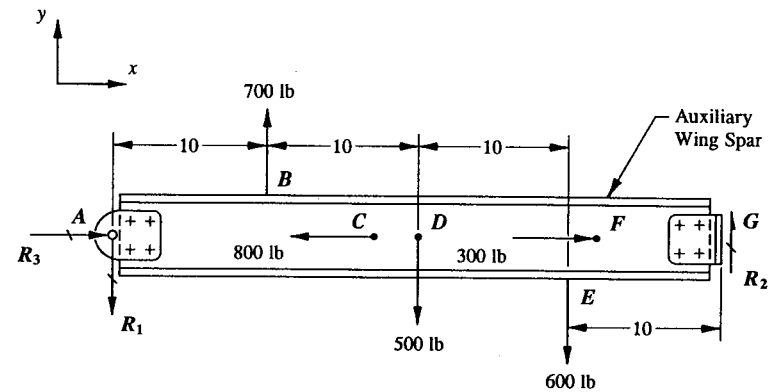 y
x
700 lb
Auxiliary
Wing Spar
10
10
10
B
A
C
D
F
G
R3
800 lb
300 lb
R2
E
R1
10
500 lb
600 lb